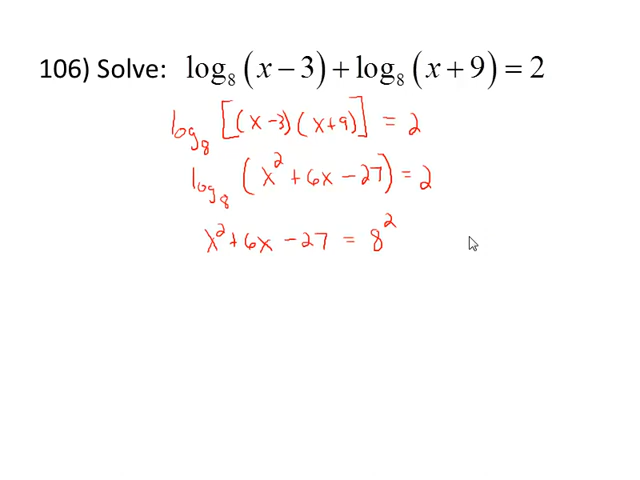 106) Solve: log₈(x − 3) + log₈(x + 9) = 2
log₈[(x − 3)(x + 9)] = 2
log₈(x² + 6x − 27) = 2
x² + 6x − 27 = 8²